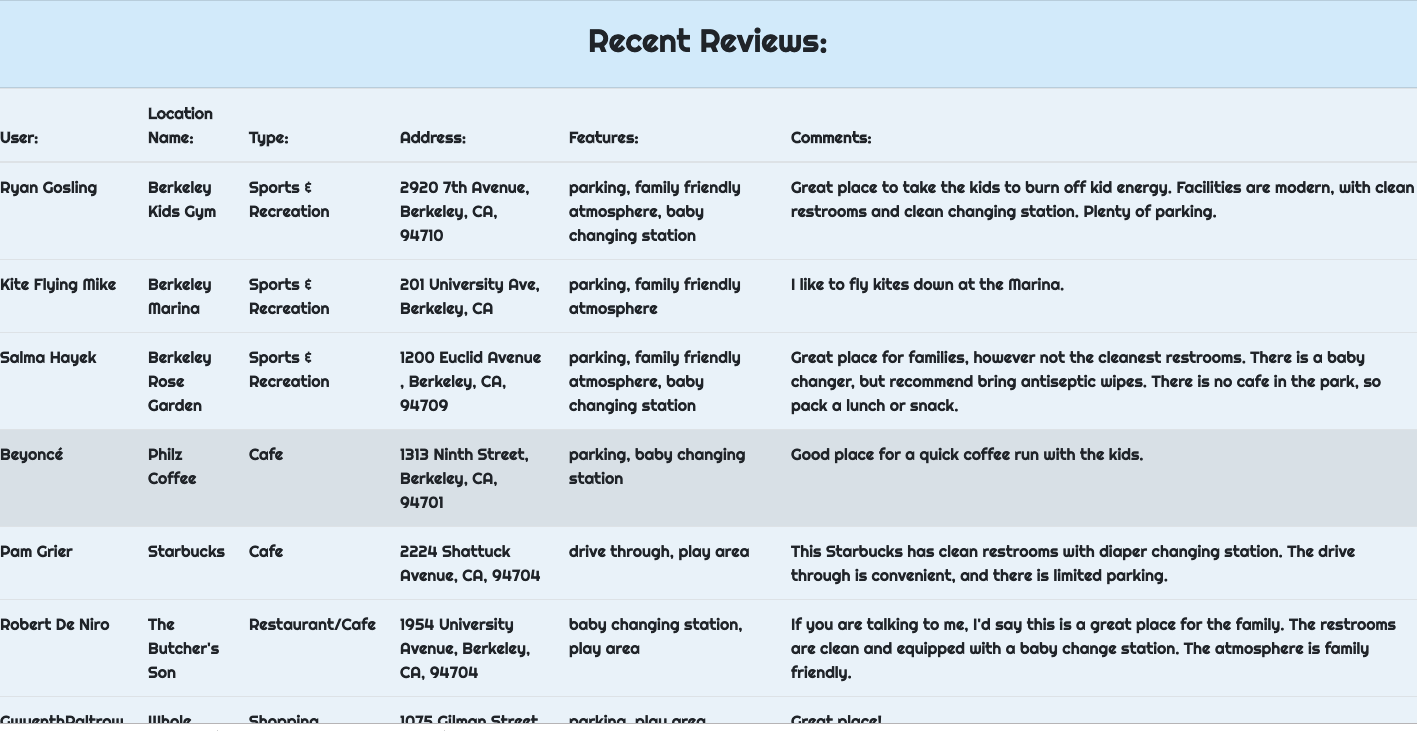 Recent Reviews:
User:
Location
Name:
Type:
Address:
Features:
Comments:
Ryan Gosling
Berkeley
Kids Gym
Sports &
Recreation
2920 7th Avenue,
Berkeley, CA,
94710
parking, family friendly
atmosphere, baby
changing station
Great place to take the kids to burn off kid energy. Facilities are modern, with clean
restrooms and clean changing station. Plenty of parking.
Kite Flying Mike
Berkeley
Marina
Sports &
Recreation
201 University Ave,
Berkeley, CA
parking, family friendly
atmosphere
I like to fly kites down at the Marina.
Salma Hayek
Berkeley
Rose
Garden
Sports &
Recreation
1200 Euclid Avenue
, Berkeley, CA,
94709
parking, family friendly
atmosphere, baby
changing station
Great place for families, however not the cleanest restrooms. There is a baby
changer, but recommend bring antiseptic wipes. There is no cafe in the park, so
pack a lunch or snack.
Beyoncé
Philz
Coffee
Cafe
1313 Ninth Street,
Berkeley, CA,
94701
parking, baby changing
station
Good place for a quick coffee run with the kids.
Pam Grier
Starbucks
Cafe
2224 Shattuck
Avenue, CA, 94704
drive through, play area
This Starbucks has clean restrooms with diaper changing station. The drive
through is convenient, and there is limited parking.
Robert De Niro
The
Butcher's
Son
Restaurant/Cafe
1954 University
Avenue, Berkeley,
CA, 94704
baby changing station,
play area
If you are talking to me, I'd say this is a great place for the family. The restrooms
are clean and equipped with a baby change station. The atmosphere is family
friendly.
GwyenthPaltrow
Whole
Shopping
1075 Gilman Street
parking, play area
Great place!